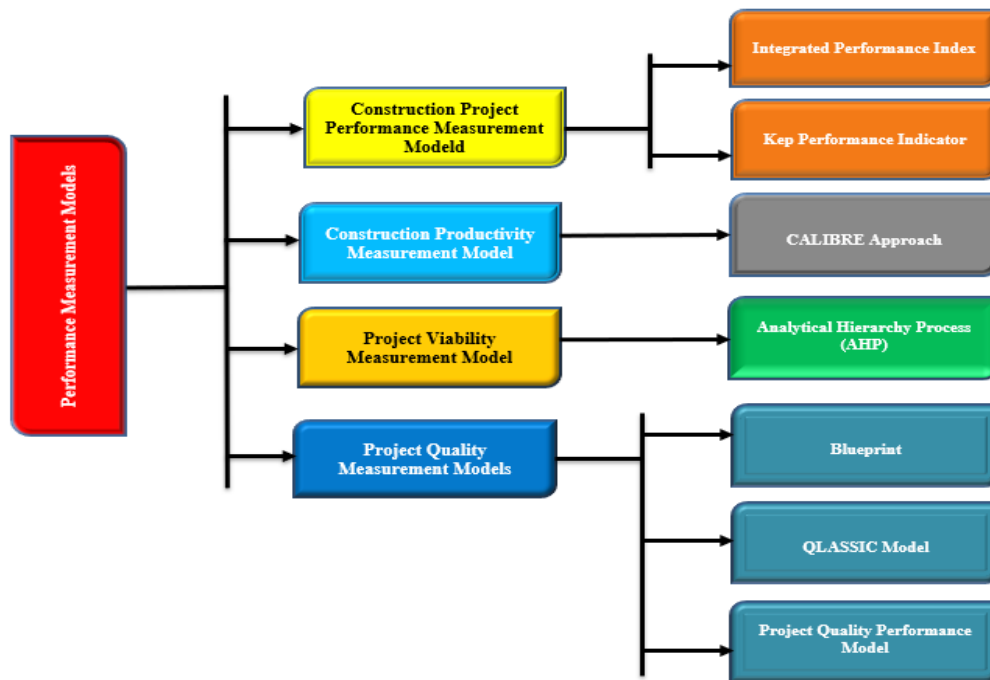 Performance Measurement Models
Construction Project
Performance Measurement
Modeld
Construction Productivity
Measurement Model
Project Viability
Measurement Model
Project Quality
Measurement Models
Integrated Performance Index
Kep Performance Indicator
CALIBRE Approach
Analytical Hierarchy Process
(AHP)
Blueprint
QLASSIC Model
Project Quality Performance
Model